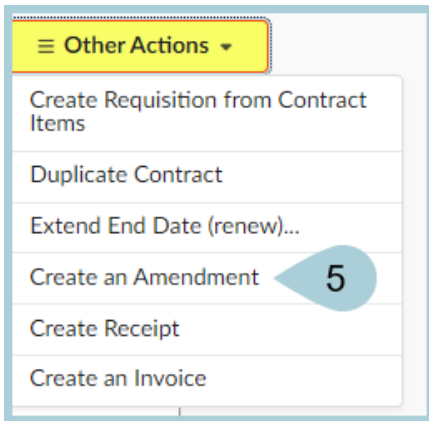 ≡ Other Actions ▾
Create Requisition from Contract
Items
Duplicate Contract
Extend End Date (renew)...
Create an Amendment 5
Create Receipt
Create an Invoice